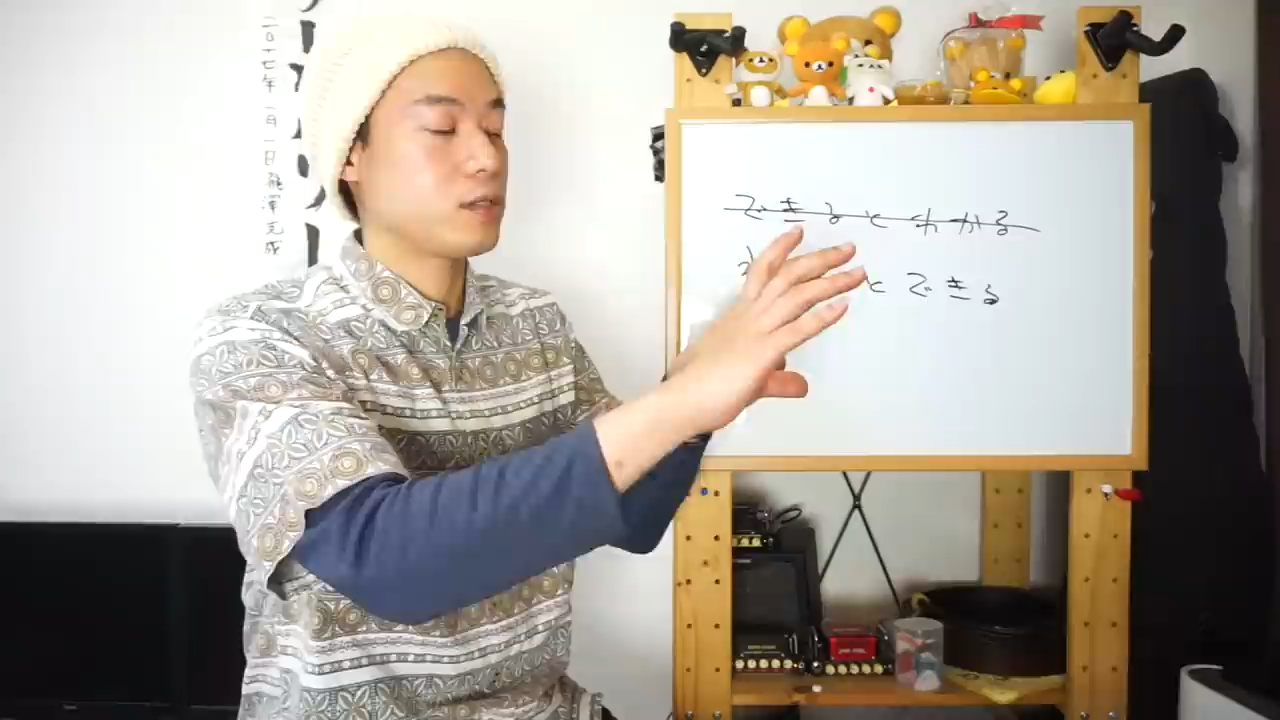 二〇十七年 一月一日
できるとわかる
とできる